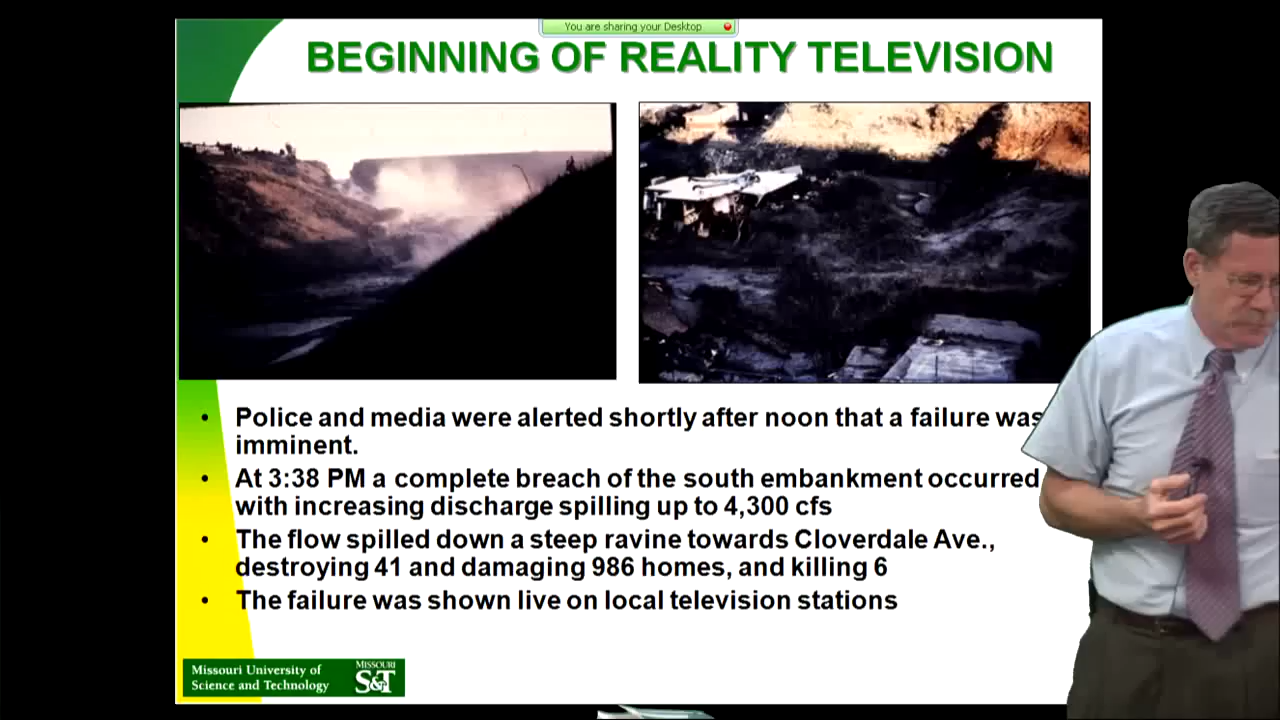 You are sharing your Desktop
BEGINNING OF REALITY TELEVISION
• Police and media were alerted shortly after noon that a failure was
imminent.
• At 3:38 PM a complete breach of the south embankment occurred
with increasing discharge spilling up to 4,300 cfs
• The flow spilled down a steep ravine towards Cloverdale Ave.,
destroying 41 and damaging 986 homes, and killing 6
• The failure was shown live on local television stations
Missouri University of
Science and Technology
MISSOURI
S&T